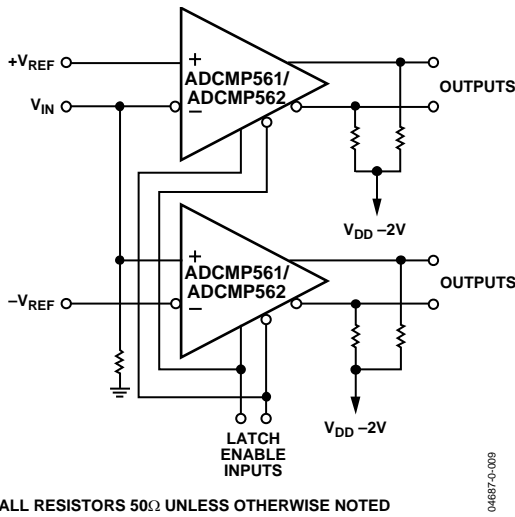 +VREF
+
ADCMP561/
ADCMP562
VIN
−
OUTPUTS
VDD −2V
+
ADCMP561/
ADCMP562
−VREF
−
OUTPUTS
VDD −2V
LATCH
ENABLE
INPUTS
ALL RESISTORS 50Ω UNLESS OTHERWISE NOTED
04687-0-009